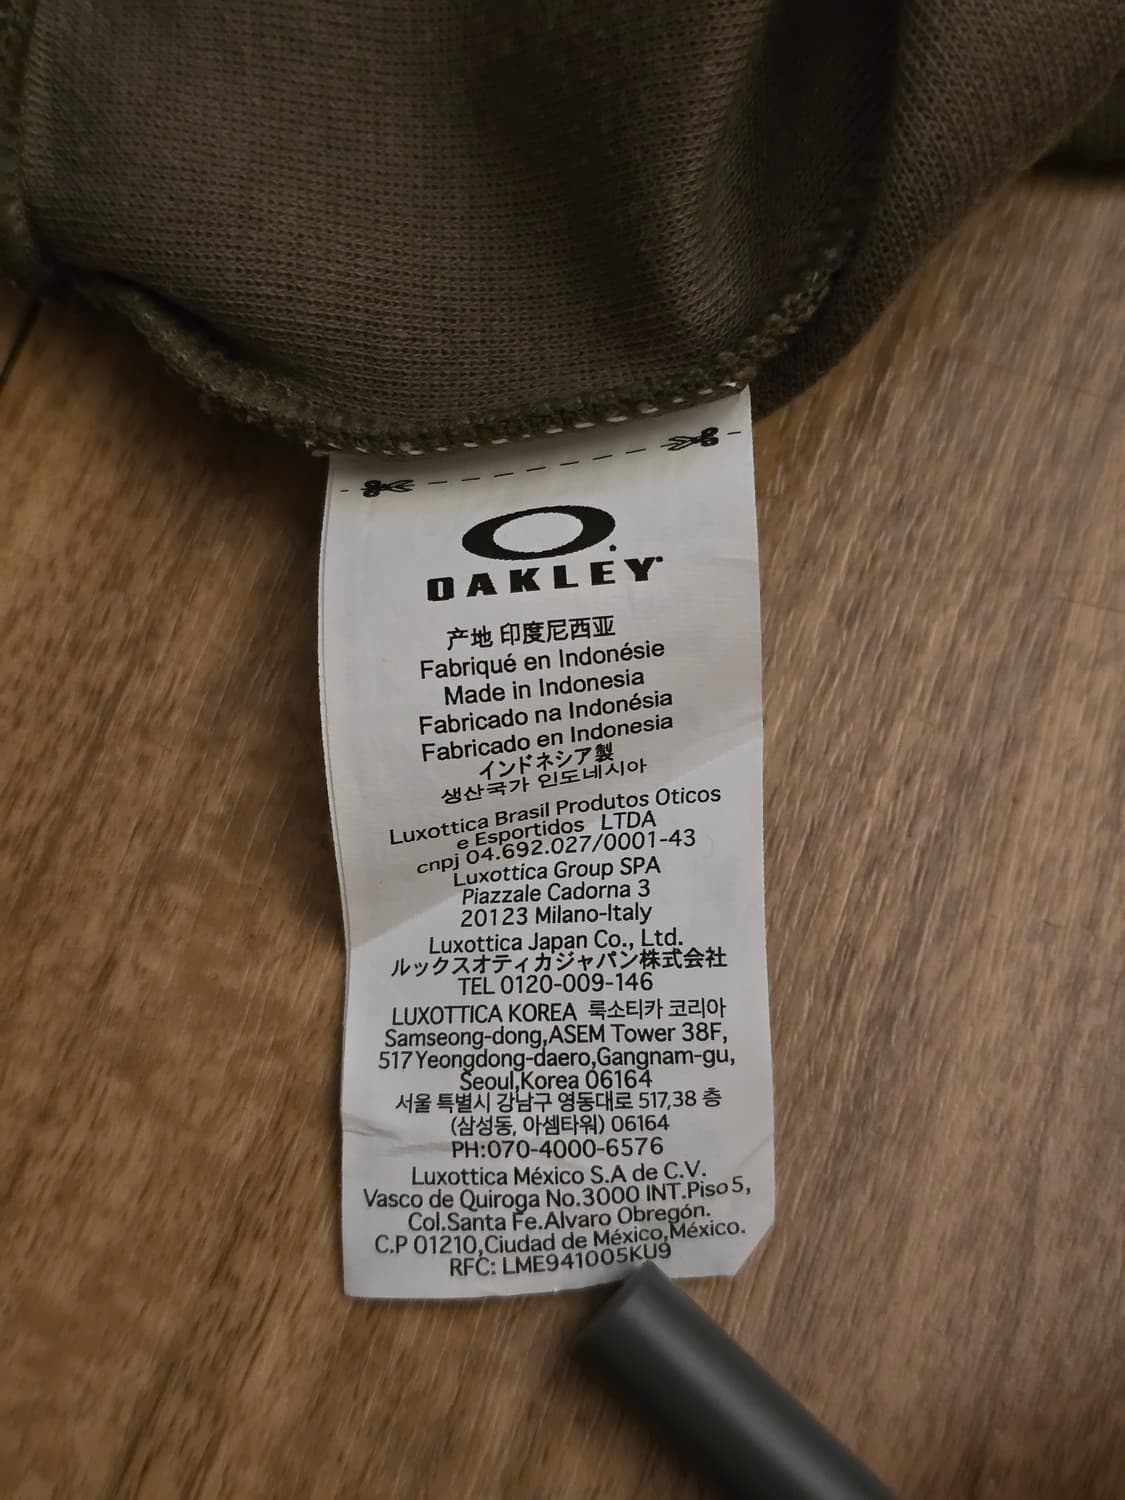 OAKLEY
产地 印度尼西亚
Fabriqué en Indonésie
Made in Indonesia
Fabricado na Indonésia
Fabricado en Indonesia
インドネシア製
생산국가 인도네시아
Luxottica Brasil Produtos Oticos
e Esportidos LTDA
cnpj 04.692.027/0001-43
Luxottica Group SPA
Piazzale Cadorna 3
20123 Milano-Italy
Luxottica Japan Co., Ltd.
ルックスオティカジャパン株式会社
TEL 0120-009-146
LUXOTTICA KOREA 룩소티카 코리아
Samseong-dong,ASEM Tower 38F,
517 Yeongdong-daero,Gangnam-gu,
Seoul,Korea 06164
서울 특별시 강남구 영동대로 517,38 층
(삼성동, 아셈타워) 06164
PH:070-4000-6576
Luxottica México S.A de C.V.
Vasco de Quiroga No.3000 INT.Piso 5,
Col.Santa Fe.Alvaro Obregón.
C.P 01210,Ciudad de México,México.
RFC: LME941005KU9